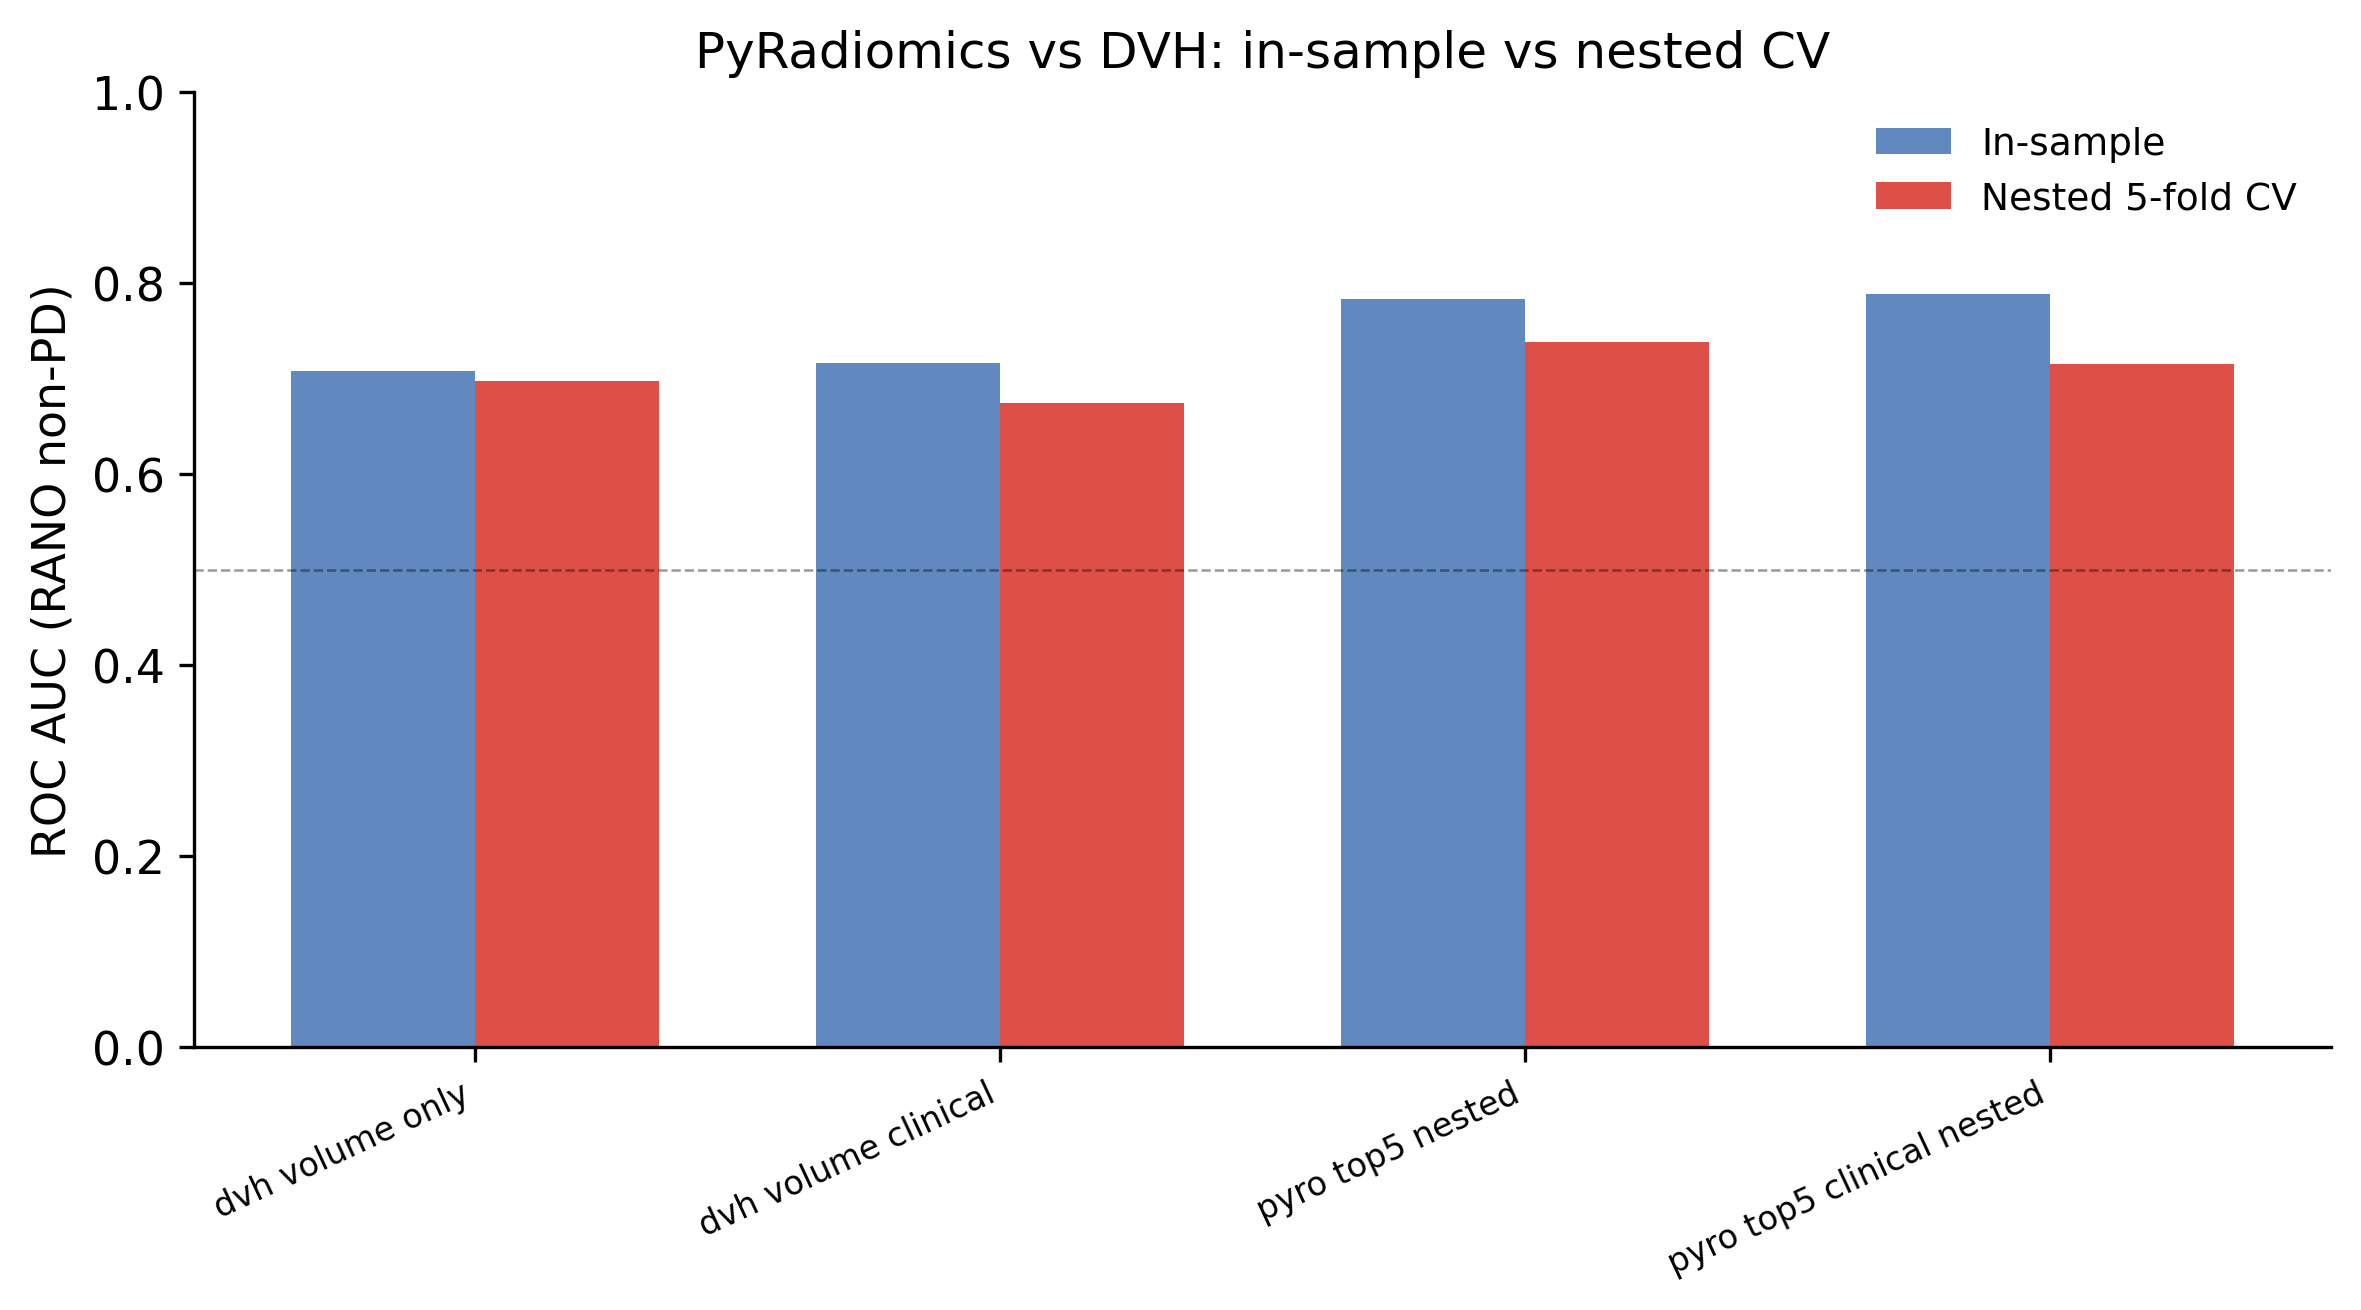 PyRadiomics vs DVH: in-sample vs nested CV
ROC AUC (RANO non-PD)
1.0
0.8
0.6
0.4
0.2
0.0
In-sample
Nested 5-fold CV
dvh volume only
dvh volume clinical
pyro top5 nested
pyro top5 clinical nested